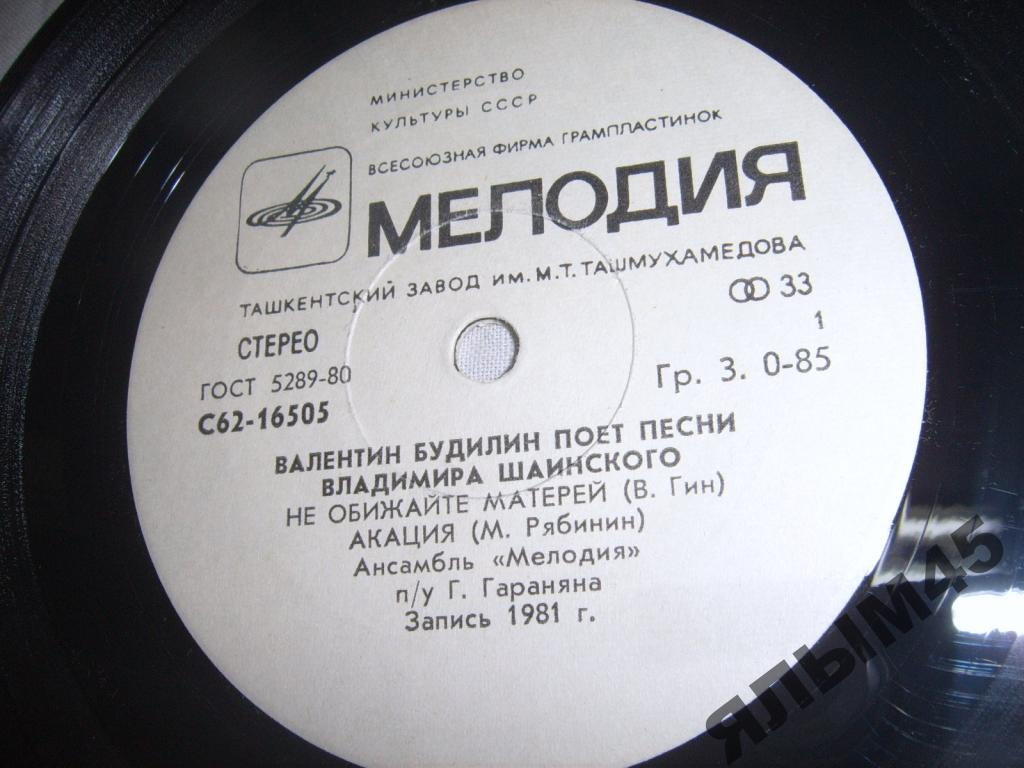 МИНИСТЕРСТВО
КУЛЬТУРЫ СССР
ВСЕСОЮЗНАЯ ФИРМА ГРАМПЛАСТИНОК
МЕЛОДИЯ
ТАШКЕНТСКИЙ ЗАВОД ИМ. М.Т. ТАШМУХАМЕДОВА
СТЕРЕО
33
ГОСТ 5289-80
1
С62-16505
Гр. 3. 0-85
ВАЛЕНТИН БУДИЛИН ПОЕТ ПЕСНИ
ВЛАДИМИРА ШАИНСКОГО
НЕ ОБИЖАЙТЕ МАТЕРЕЙ (В. Гин)
АКАЦИЯ (М. Рябинин)
Ансамбль «Мелодия»
п/у Г. Гараняна
Запись 1981 г.
ЯЛЫМ45